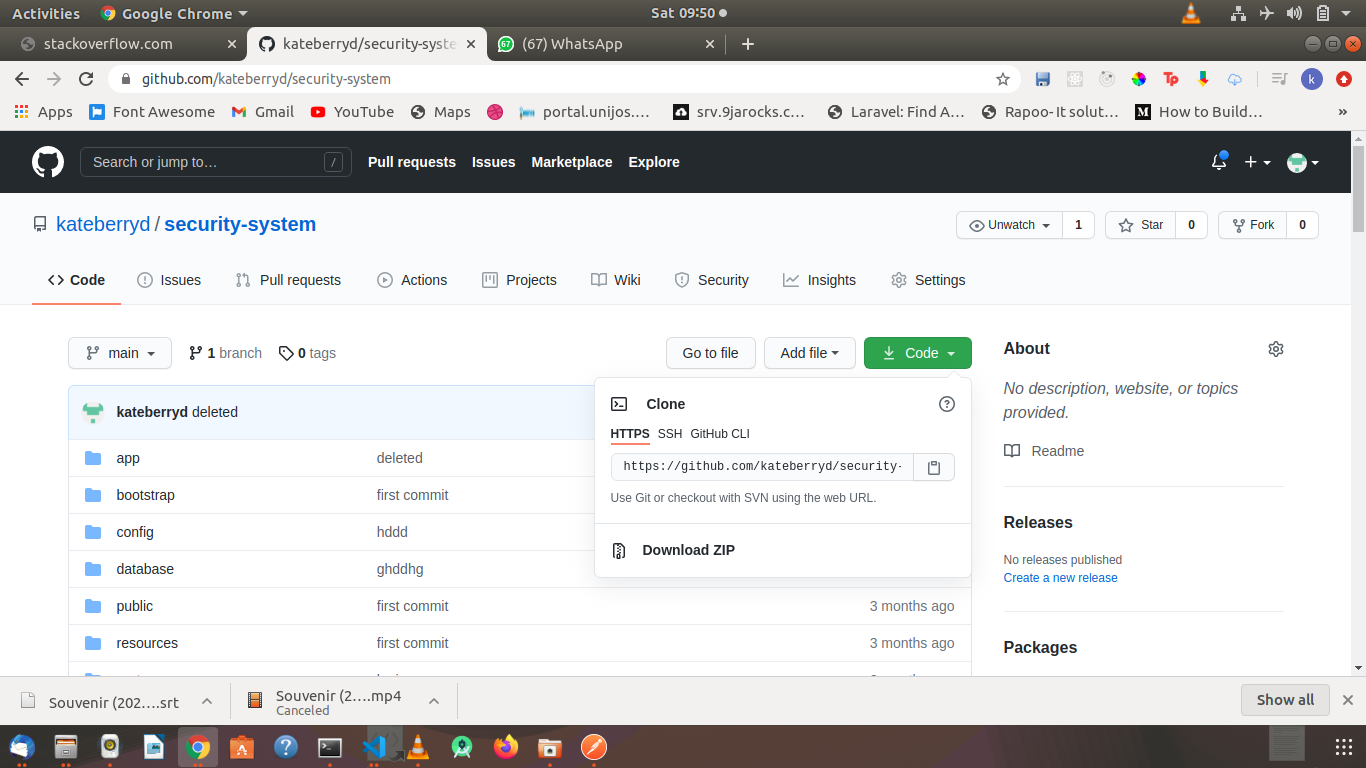 Activities Google Chrome Sat 09:50
stackoverflow.com kateberryd/security-syste (67) WhatsApp
github.com/kateberryd/security-system Tp k
Apps Font Awesome Gmail YouTube Maps portal.unijos.… srv.9jarocks.c… Laravel: Find A… Rapoo- It solut… How to Build… »
Search or jump to… / Pull requests Issues Marketplace Explore
kateberryd / security-system Unwatch 1 Star 0 Fork 0
Code Issues Pull requests Actions Projects Wiki Security Insights Settings
main 1 branch 0 tags Go to file Add file Code About
No description, website, or topics
provided.
Readme
Releases
No releases published
Create a new release
Packages
Clone
HTTPS SSH GitHub CLI
https://github.com/kateberryd/security-
Use Git or checkout with SVN using the web URL.
Download ZIP
kateberryd deleted
app deleted
bootstrap first commit
config hddd
database ghddhg
public first commit 3 months ago
resources first commit 3 months ago
Souvenir (202….srt Souvenir (2….mp4 Show all
Canceled